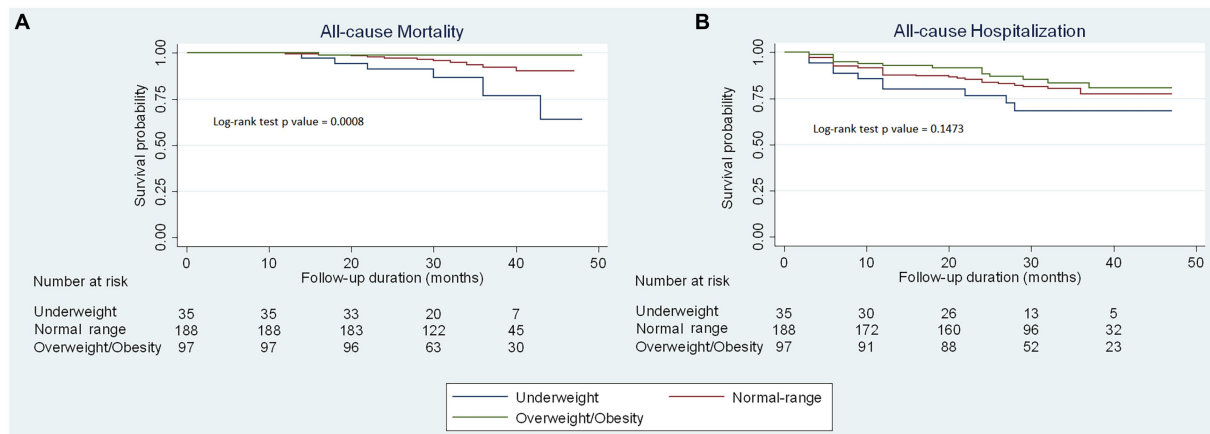 A
All-cause Mortality
Survival probability
1.00
0.75
0.50
0.25
0.00
Log-rank test p value = 0.0008
0 10 20 30 40 50
Follow-up duration (months)
Number at risk
Underweight 35 35 33 20 7
Normal range 188 188 183 122 45
Overweight/Obesity 97 97 96 63 30
B
All-cause Hospitalization
Survival probability
1.00
0.75
0.50
0.25
0.00
Log-rank test p value = 0.1473
0 10 20 30 40 50
Follow-up duration (months)
Number at risk
Underweight 35 30 26 13 5
Normal range 188 172 160 96 32
Overweight/Obesity 97 91 88 52 23
Underweight Normal-range
Overweight/Obesity